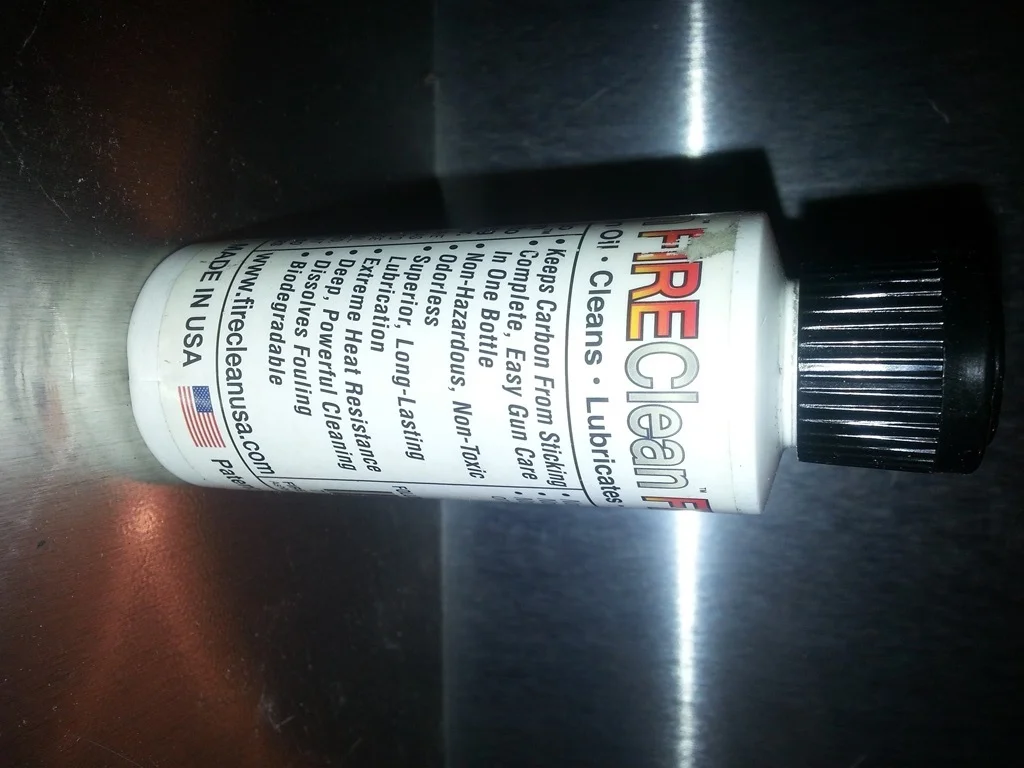 FIREClean™
Oil • Cleans • Lubricates
• Keeps Carbon From Sticking
• Complete, Easy Gun Care
In One Bottle
• Non-Hazardous, Non-Toxic
• Odorless
• Superior, Long-Lasting
Lubrication
• Extreme Heat Resistance
• Deep, Powerful Cleaning
• Dissolves Fouling
• Biodegradable
www.firecleanusa.com
MADE IN USA